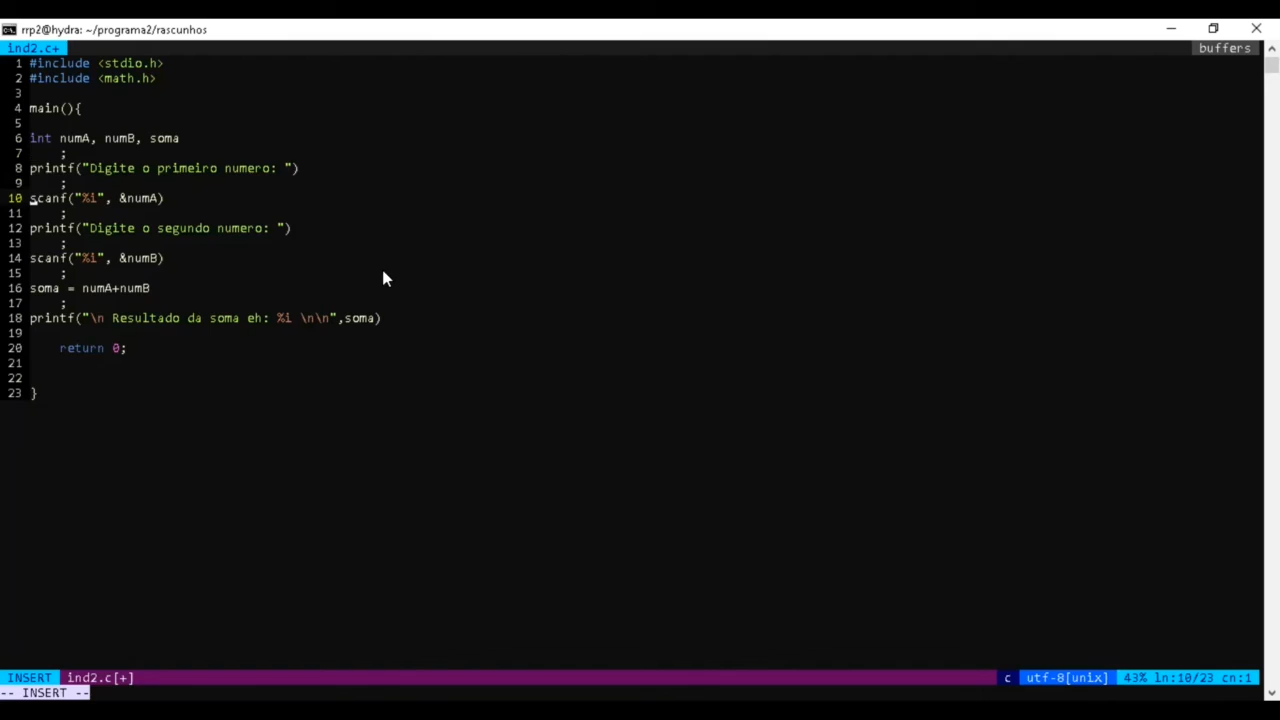 rrp2@hydra: ~/programa2/rascunhos
ind2.c+ buffers
1 #include <stdio.h>
2 #include <math.h>
3
4 main(){
5
6 int numA, numB, soma
7     ;
8 printf("Digite o primeiro numero: ")
9     ;
10 scanf("%i", &numA)
11     ;
12 printf("Digite o segundo numero: ")
13     ;
14 scanf("%i", &numB)
15     ;
16 soma = numA+numB
17     ;
18 printf("\n Resultado da soma eh: %i \n\n",soma)
19
20     return 0;
21
22
23 }
INSERT ind2.c[+] c utf-8[unix] 43% ln:10/23 cn:1
-- INSERT --